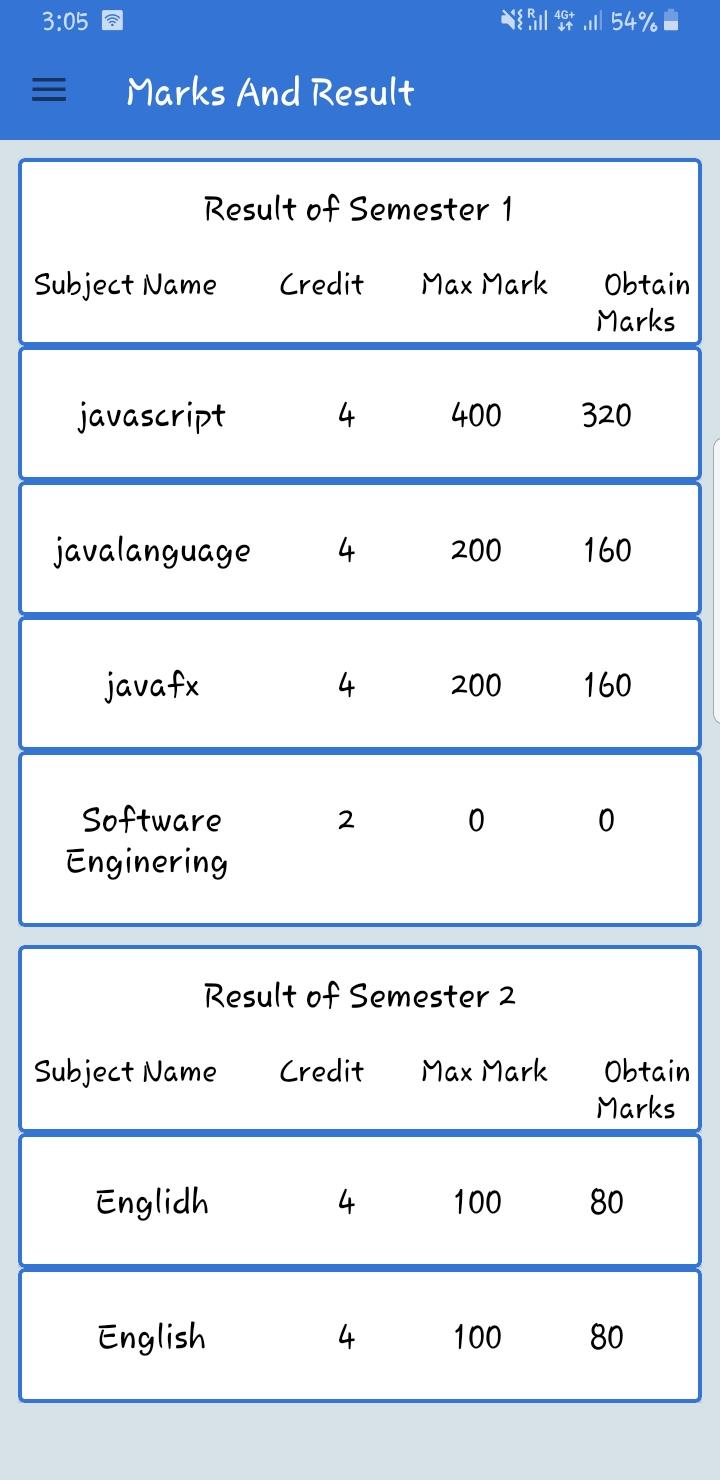 3:05 R 4G+ 54%
Marks And Result
Result of Semester 1
Subject Name Credit Max Mark Obtain
Marks
javascript 4 400 320
javalanguage 4 200 160
javafx 4 200 160
Software 2 0 0
Enginering
Result of Semester 2
Subject Name Credit Max Mark Obtain
Marks
Englidh 4 100 80
English 4 100 80